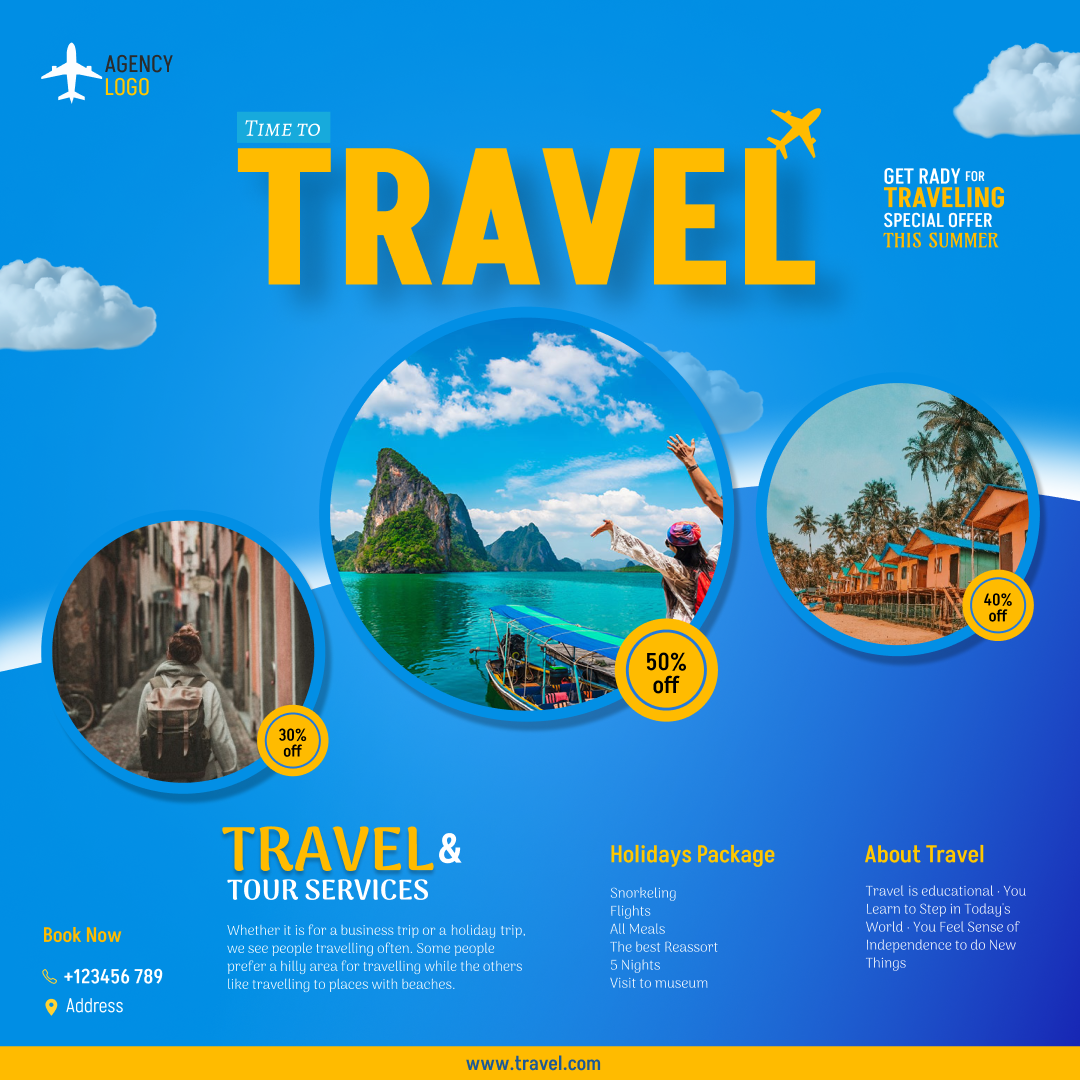 AGENCY
LOGO
TIME TO
TRAVEL
GET RADY FOR
TRAVELING
SPECIAL OFFER
THIS SUMMER
30%
off
50%
off
40%
off
TRAVEL &
TOUR SERVICES
Whether it is for a business trip or a holiday trip,
we see people travelling often. Some people
prefer a hilly area for travelling while the others
like travelling to places with beaches.
Holidays Package
Snorkeling
Flights
All Meals
The best Reassort
5 Nights
Visit to museum
About Travel
Travel is educational · You
Learn to Step in Today's
World · You Feel Sense of
Independence to do New
Things
Book Now
+123456 789
Address
www.travel.com